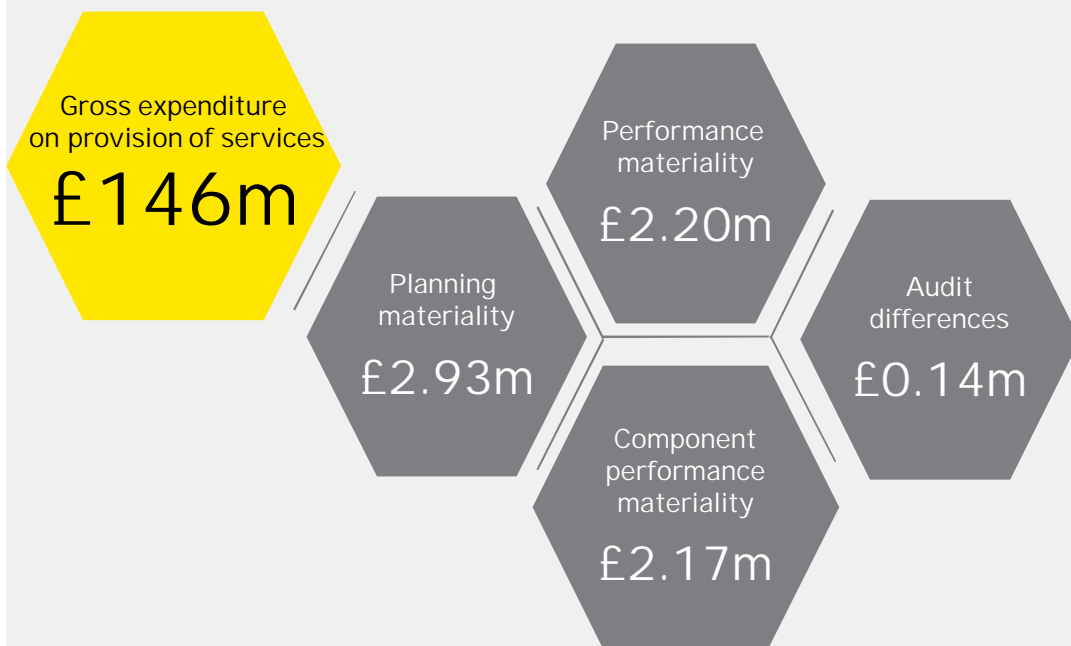 Gross expenditure
on provision of services
£146m
Planning
materiality
£2.93m
Performance
materiality
£2.20m
Component
performance
materiality
£2.17m
Audit
differences
£0.14m